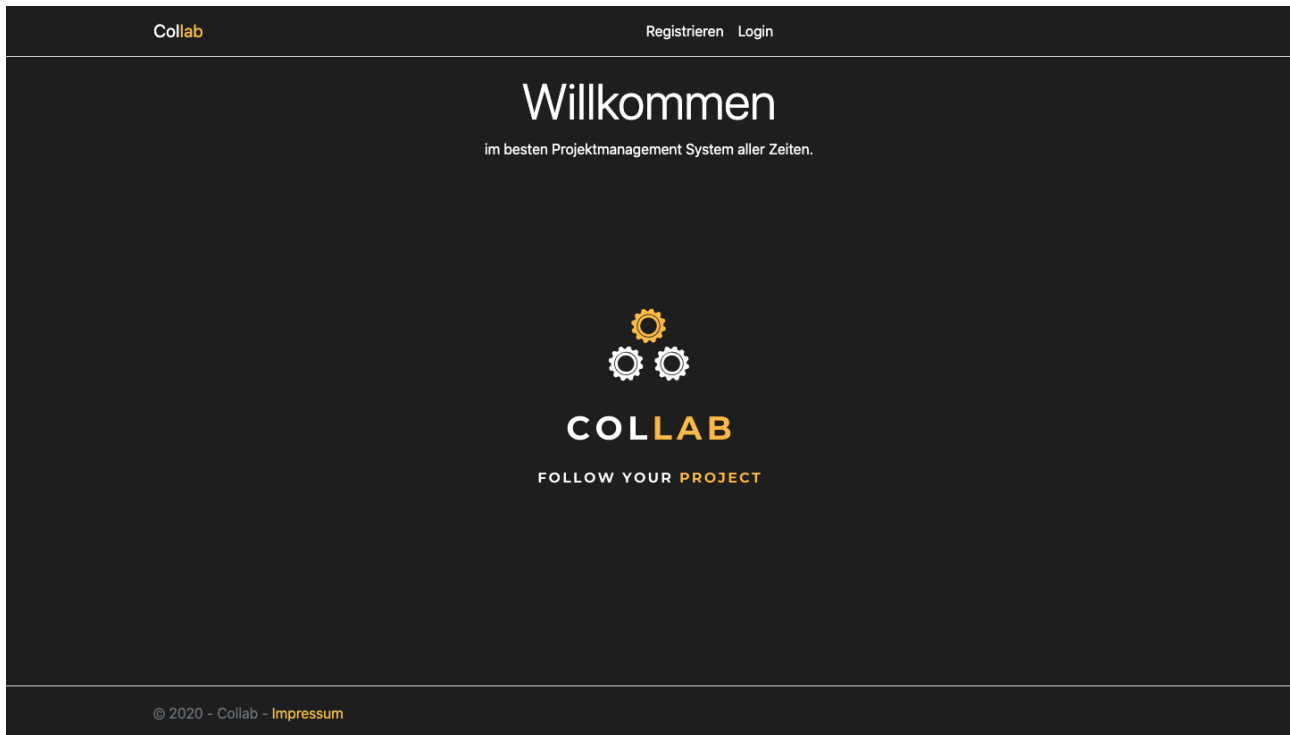 Collab Registrieren Login
Willkommen
im besten Projektmanagement System aller Zeiten.
COLLAB
FOLLOW YOUR PROJECT
© 2020 - Collab - Impressum